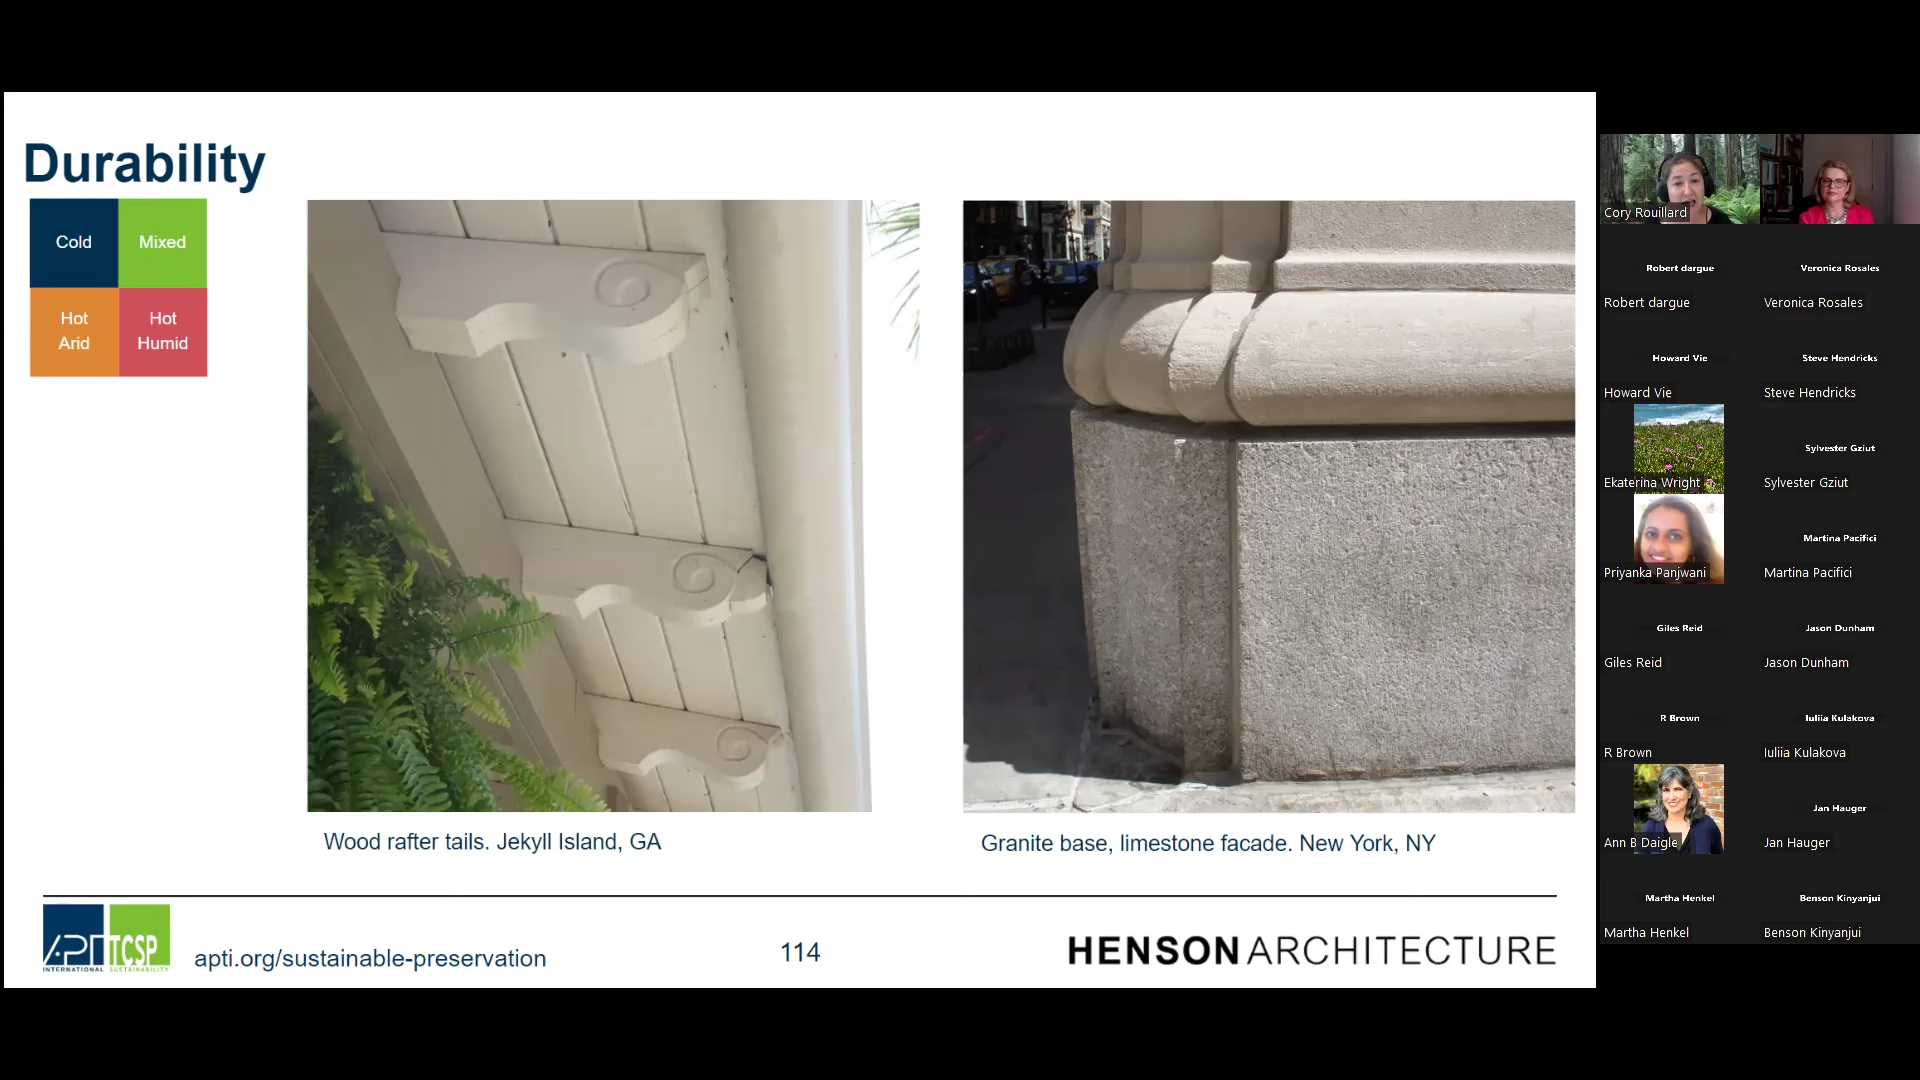 Durability
Cold
Mixed
Hot
Arid
Hot
Humid
Wood rafter tails. Jekyll Island, GA
Granite base, limestone facade. New York, NY
APT TCSP
INTERNATIONAL SUSTAINABILITY
apti.org/sustainable-preservation
114
HENSON ARCHITECTURE
Cory Rouillard
Robert dargue
Robert dargue
Veronica Rosales
Veronica Rosales
Howard Vie
Howard Vie
Steve Hendricks
Steve Hendricks
Ekaterina Wright
Sylvester Gziut
Sylvester Gziut
Priyanka Panjwani
Martina Pacifici
Martina Pacifici
Giles Reid
Giles Reid
Jason Dunham
Jason Dunham
R Brown
R Brown
Iuliia Kulakova
Iuliia Kulakova
Ann B Daigle
Jan Hauger
Jan Hauger
Martha Henkel
Martha Henkel
Benson Kinyanjui
Benson Kinyanjui